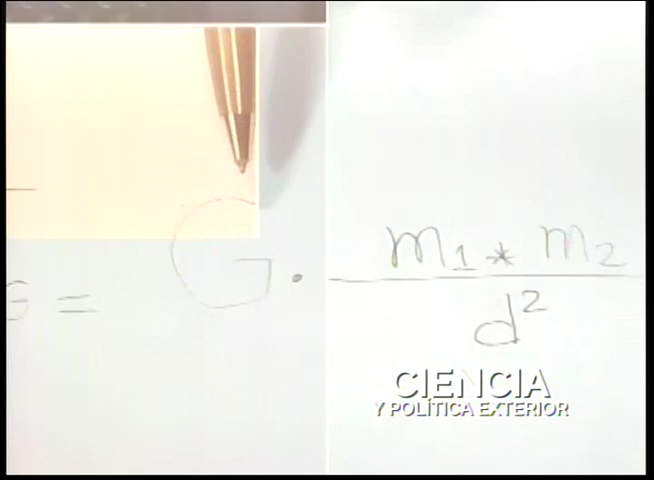 G = G · m₁ * m₂
d²
CIENCIA
Y POLÍTICA EXTERIOR